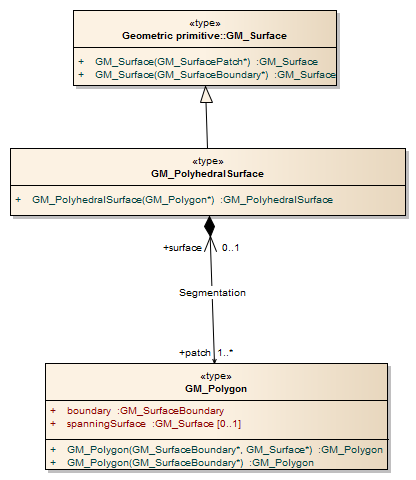 «type»
Geometric primitive::GM_Surface
+ GM_Surface(GM_SurfacePatch*) :GM_Surface
+ GM_Surface(GM_SurfaceBoundary*) :GM_Surface
«type»
GM_PolyhedralSurface
+ GM_PolyhedralSurface(GM_Polygon*) :GM_PolyhedralSurface
+surface 0..1
Segmentation
+patch 1..*
«type»
GM_Polygon
+ boundary :GM_SurfaceBoundary
+ spanningSurface :GM_Surface [0..1]
+ GM_Polygon(GM_SurfaceBoundary*, GM_Surface*) :GM_Polygon
+ GM_Polygon(GM_SurfaceBoundary*) :GM_Polygon